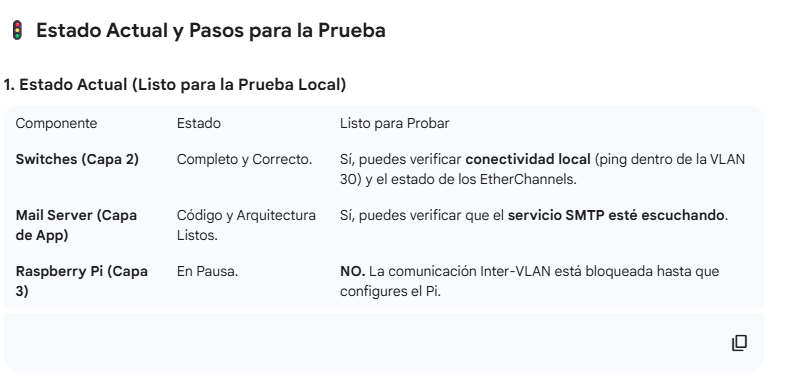 Estado Actual y Pasos para la Prueba
1. Estado Actual (Listo para la Prueba Local)
Componente Estado Listo para Probar
Switches (Capa 2) Completo y Correcto. Sí, puedes verificar conectividad local (ping dentro de la VLAN
30) y el estado de los EtherChannels.
Mail Server (Capa Código y Arquitectura Sí, puedes verificar que el servicio SMTP esté escuchando.
de App) Listos.
Raspberry Pi (Capa En Pausa. NO. La comunicación Inter-VLAN está bloqueada hasta que
3) configures el Pi.